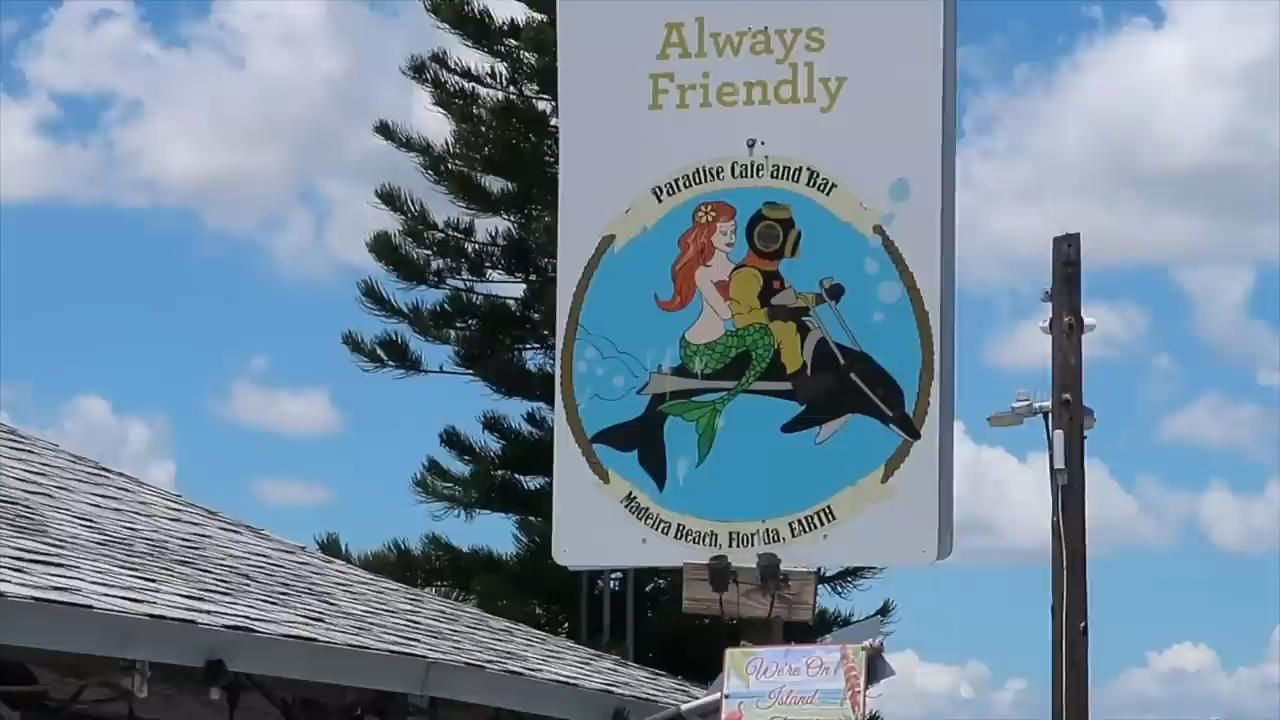 Always
Friendly
Paradise Cafe and Bar
Madeira Beach, Florida, EARTH
We're On
Island